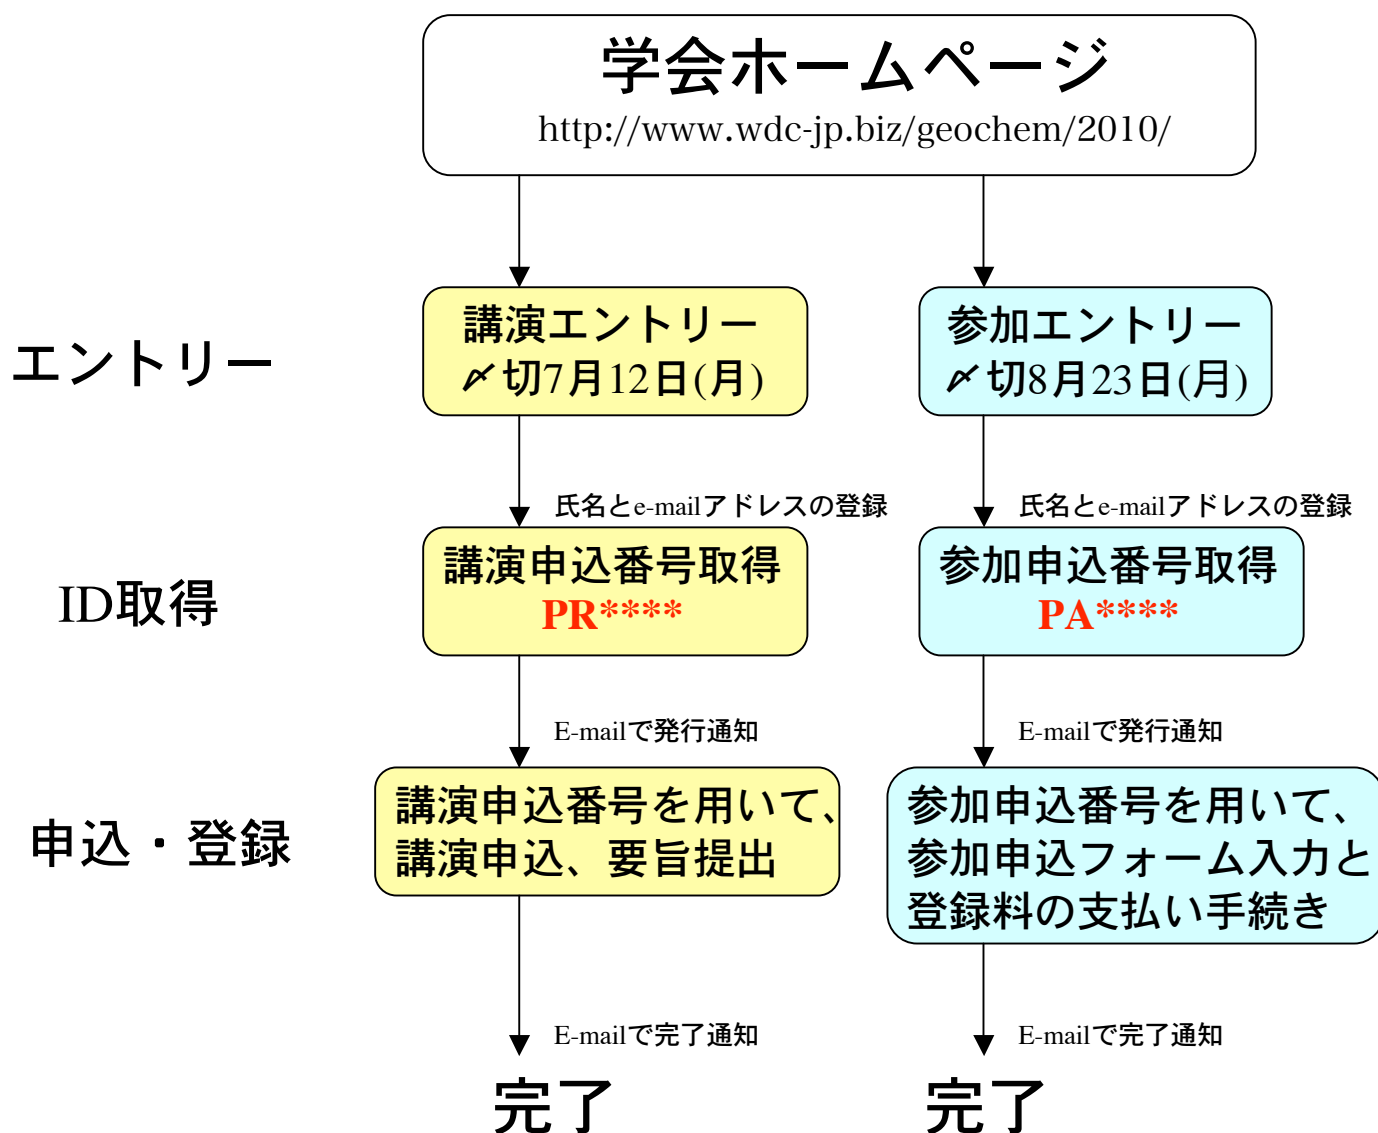 学会ホームページ
http://www.wdc-jp.biz/geochem/2010/
エントリー
講演エントリー
〆切7月12日(月)
参加エントリー
〆切8月23日(月)
氏名とe-mailアドレスの登録
氏名とe-mailアドレスの登録
ID取得
講演申込番号取得
PR****
参加申込番号取得
PA****
E-mailで発行通知
E-mailで発行通知
申込・登録
講演申込番号を用いて、
講演申込、要旨提出
参加申込番号を用いて、
参加申込フォーム入力と
登録料の支払い手続き
E-mailで完了通知
E-mailで完了通知
完了
完了